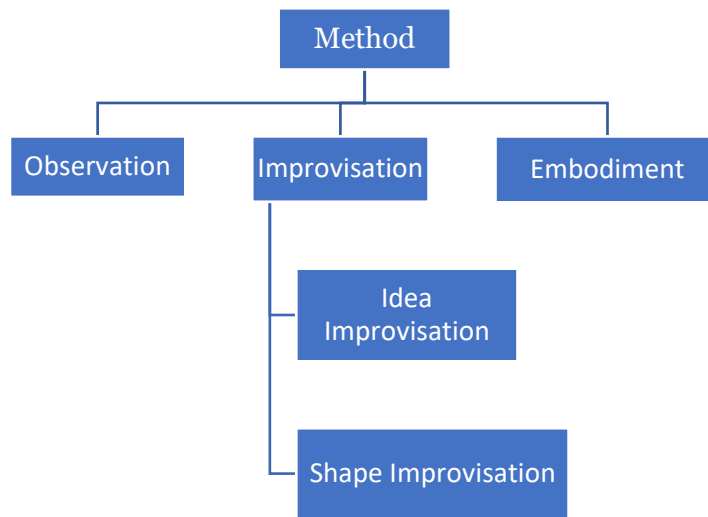 Method
Observation
Improvisation
Embodiment
Idea
Improvisation
Shape Improvisation